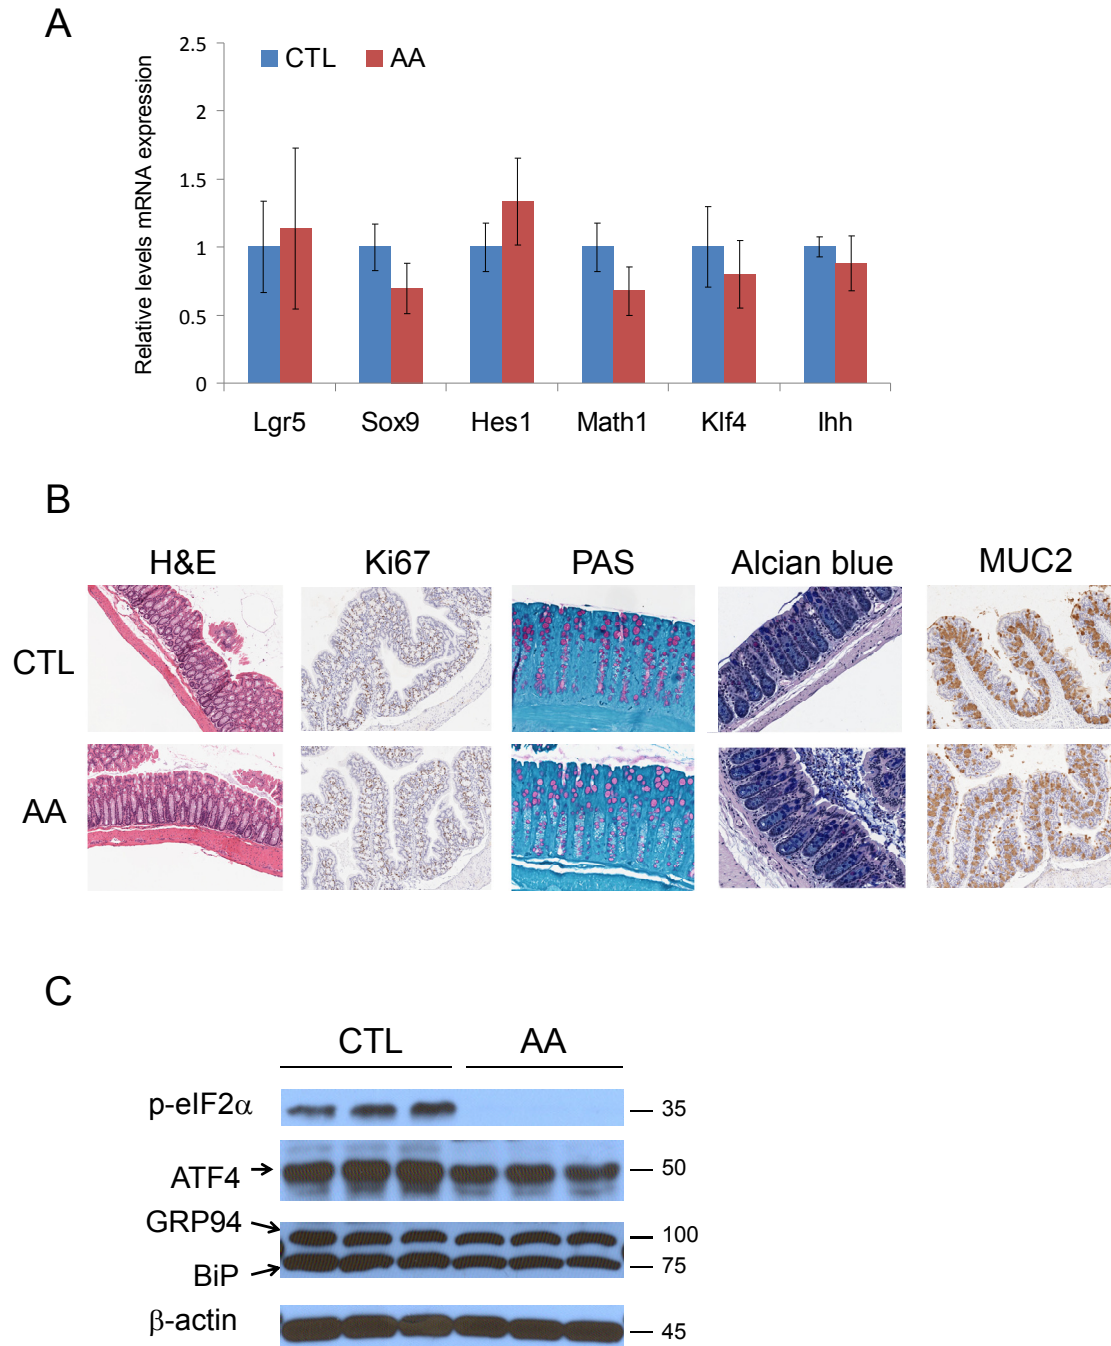 A
2.5
2
1.5
1
0.5
0
Relative levels mRNA expression
CTL AA
Lgr5 Sox9 Hes1 Math1 Klf4 Ihh
B
H&E Ki67 PAS Alcian blue MUC2
CTL
AA
C
CTL AA
p-eIF2α 35
ATF4 50
GRP94 100
BiP 75
β-actin 45